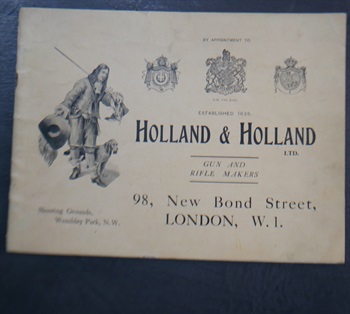 BY APPOINTMENT TO
ESTABLISHED 1835.
HOLLAND & HOLLAND
LTD.
GUN AND
RIFLE MAKERS
98, New Bond Street,
LONDON, W.1.
Shooting Grounds,
Wembley Park, N.W.